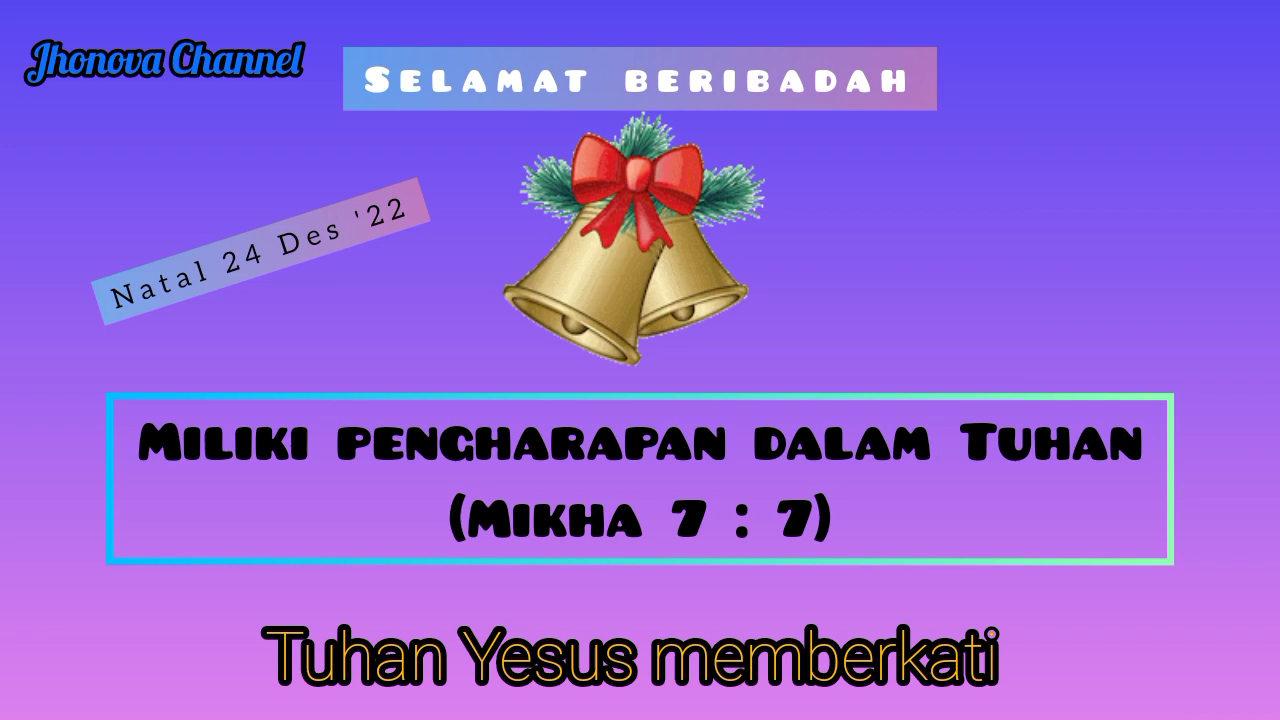 Jhonova Channel
Selamat beribadah
Natal 24 Des '22
Miliki pengharapan dalam Tuhan
(Mikha 7 : 7)
Tuhan Yesus memberkati